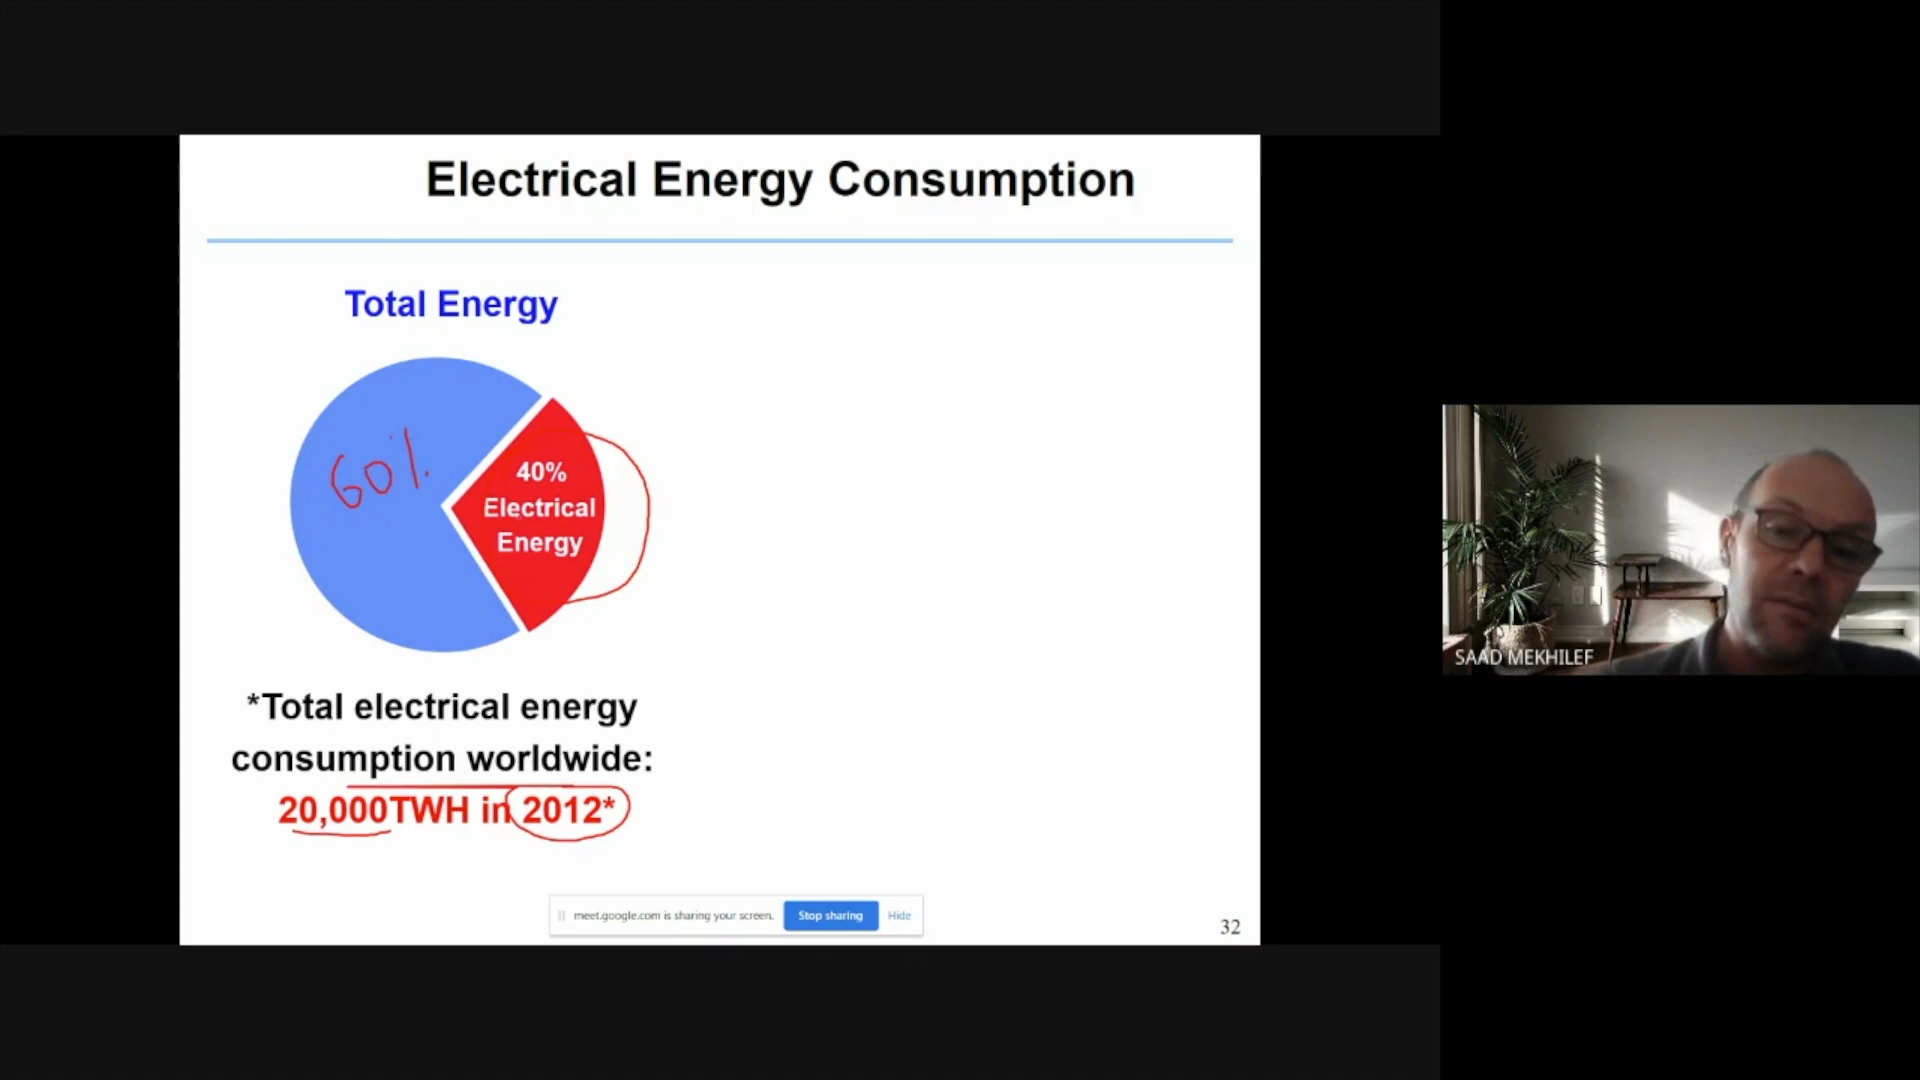 Electrical Energy Consumption
Total Energy
60%
40%
Electrical
Energy
*Total electrical energy
consumption worldwide:
20,000TWH in 2012*
meet.google.com is sharing your screen. Stop sharing Hide
32
SAAD MEKHILEF